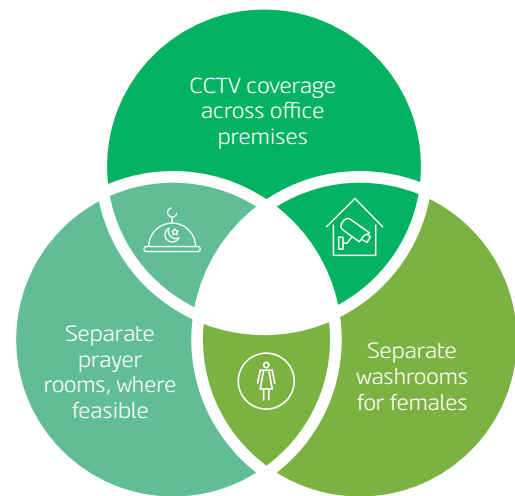 CCTV coverage
across office
premises
Separate
prayer
rooms, where
feasible
Separate
washrooms
for females